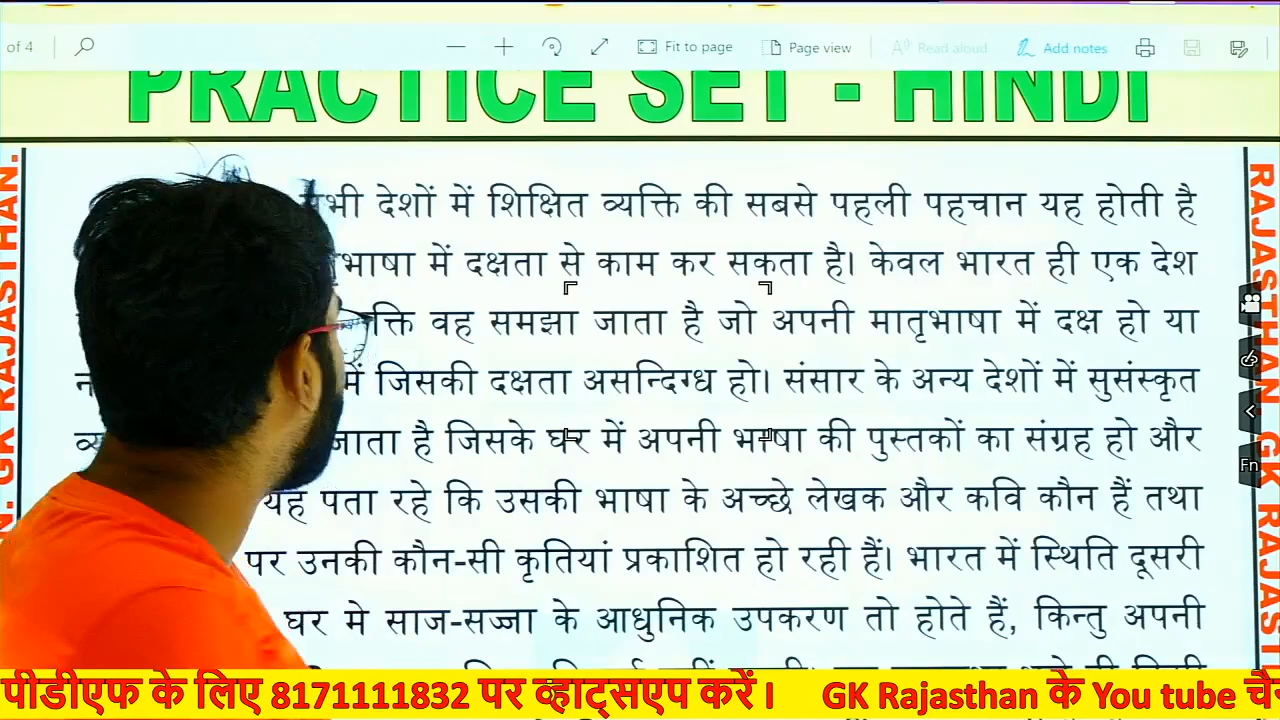 of 4
Fit to page
Page view
Read aloud
Add notes
PRACTICE SET - HINDI
देशों में शिक्षित व्यक्ति की सबसे पहली पहचान यह होती है
भाषा में दक्षता से काम कर सकता है। केवल भारत ही एक देश
वह समझा जाता है जो अपनी मातृभाषा में दक्ष हो या
में जिसकी दक्षता असन्दिग्ध हो। संसार के अन्य देशों में सुसंस्कृत
जाता है जिसके घर में अपनी भाषा की पुस्तकों का संग्रह हो और
यह पता रहे कि उसकी भाषा के अच्छे लेखक और कवि कौन हैं तथा
पर उनकी कौन-सी कृतियां प्रकाशित हो रही हैं। भारत में स्थिति दूसरी
घर मे साज-सज्जा के आधुनिक उपकरण तो होते हैं, किन्तु अपनी
GK RAJASTHAN.
RAJASTHAN. GK
Fn
पीडीएफ के लिए 8171111832 पर व्हाट्सएप करें।
GK Rajasthan के You tube